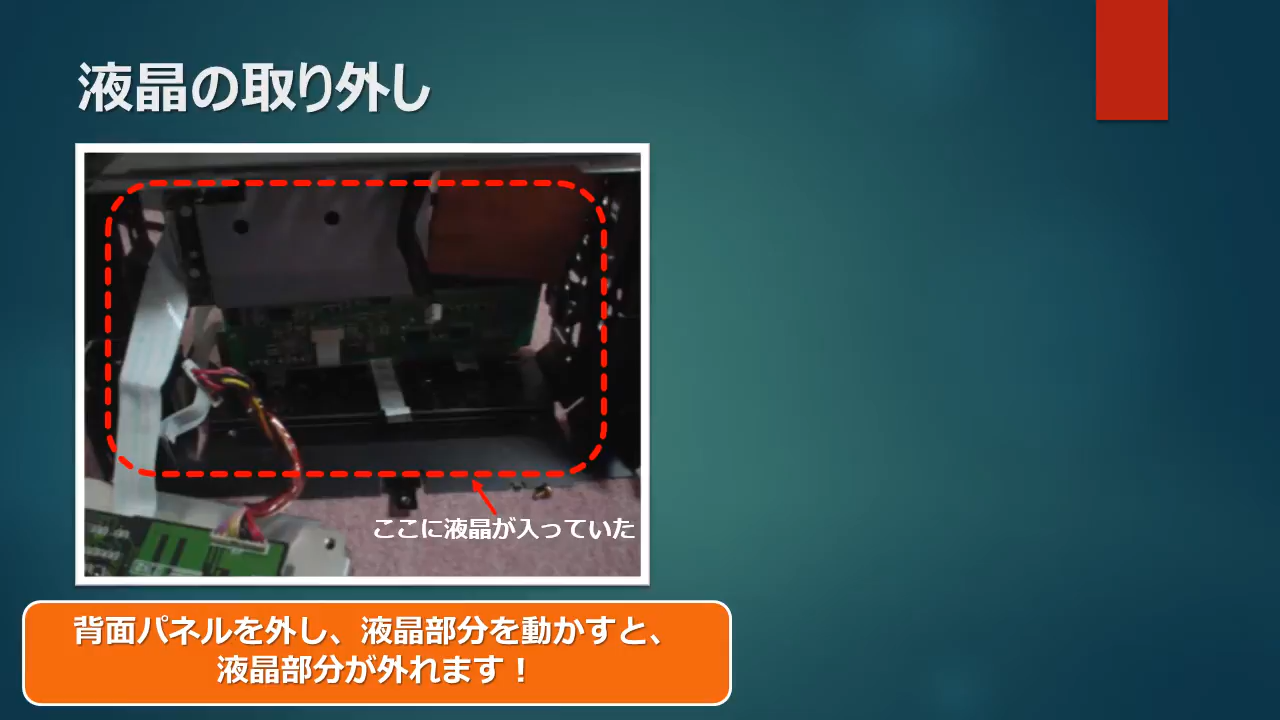 液晶の取り外し
ここに液晶が入っていた
背面パネルを外し、液晶部分を動かすと、
液晶部分が外れます！